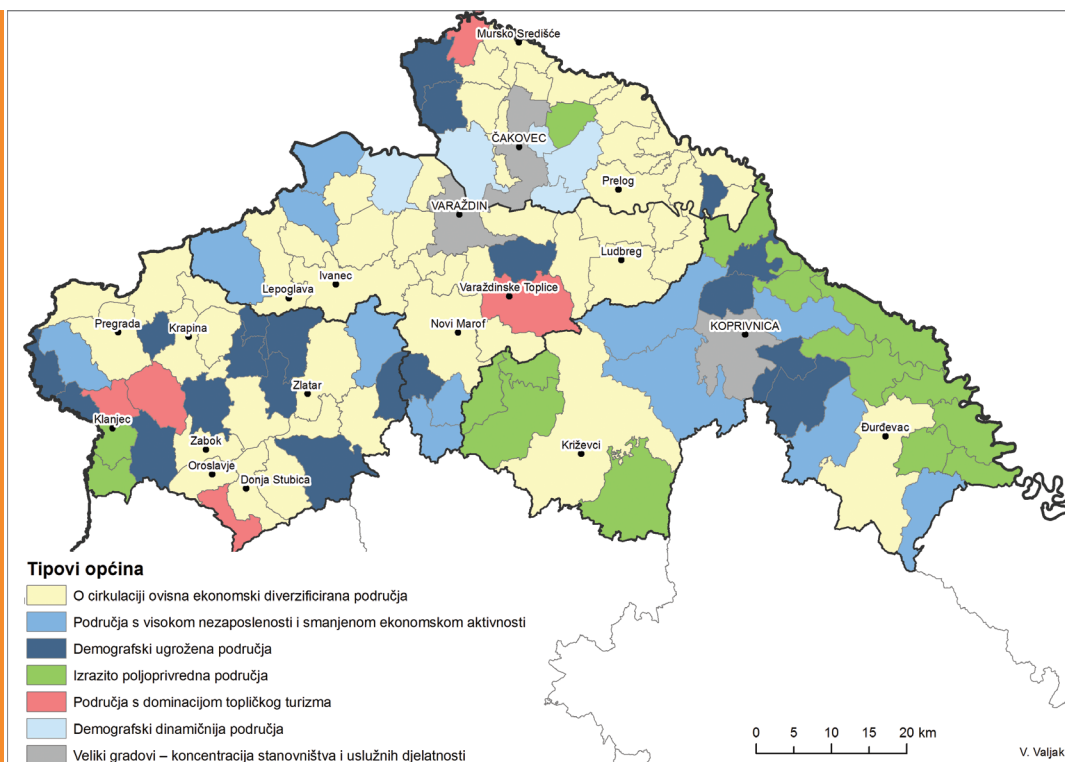 Mursko Središće
ČAKOVEC
Prelog
VARAŽDIN
Ludbreg
Ivanec
Lepoglava
Varaždinske Toplice
Novi Marof
KOPRIVNICA
Pregrada
Krapina
Zlatar
Klanjec
Zabok
Oroslavje
Donja Stubica
Križevci
Đurđevac
Tipovi općina
O cirkulaciji ovisna ekonomski diverzificirana područja
Područja s visokom nezaposlenosti i smanjenom ekonomskom aktivnosti
Demografski ugrožena područja
Izrazito poljoprivredna područja
Područja s dominacijom topličkog turizma
Demografski dinamičnija područja
Veliki gradovi – koncentracija stanovništva i uslužnih djelatnosti
0 5 10 20 km
V. Valjak